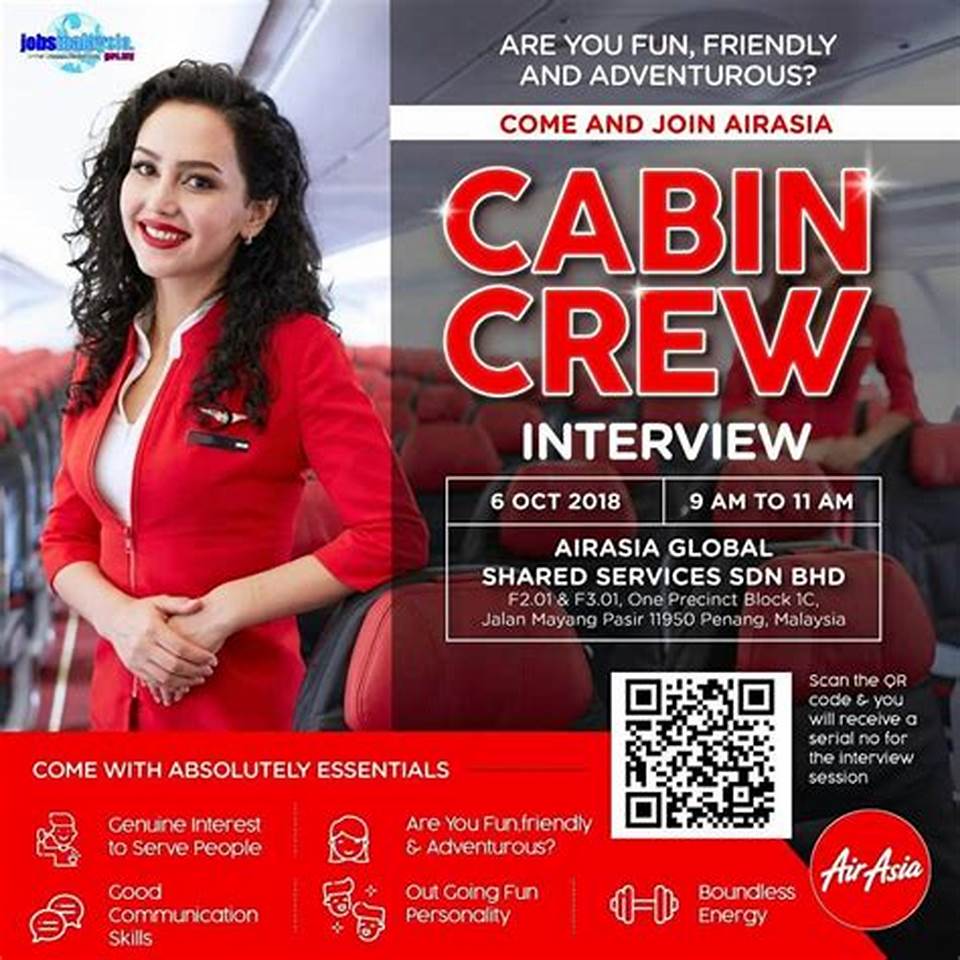 jobsmalaysia.
gov.my
ARE YOU FUN, FRIENDLY
AND ADVENTUROUS?
COME AND JOIN AIRASIA
CABIN
CREW
INTERVIEW
6 OCT 2018
9 AM TO 11 AM
AIRASIA GLOBAL
SHARED SERVICES SDN BHD
F2.01 & F3.01, One Precinct Block 1C,
Jalan Mayang Pasir 11950 Penang, Malaysia
Scan the QR
code & you
will receive a
serial no for
the interview
session
COME WITH ABSOLUTELY ESSENTIALS
Genuine Interest
to Serve People
Are You Fun,friendly
& Adventurous?
Good
Communication
Skills
Out Going Fun
Personality
Boundless
Energy
AirAsia